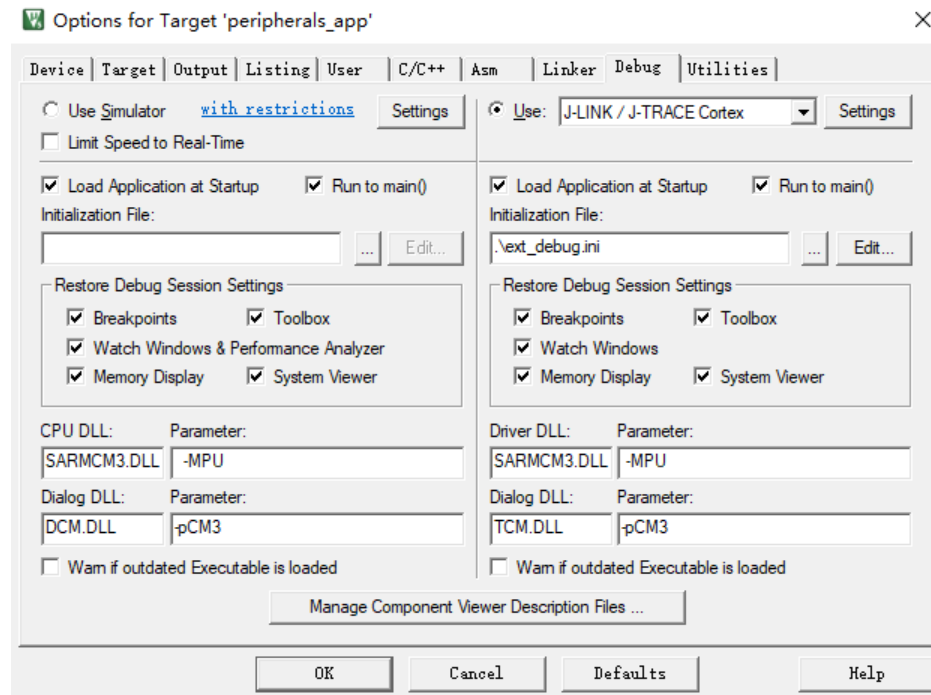 Options for Target 'peripherals_app'
Device Target Output Listing User C/C++ Asm Linker Debug Utilities
Use Simulator with restrictions Settings
Limit Speed to Real-Time
Use: J-LINK / J-TRACE Cortex Settings
Load Application at Startup Run to main()
Initialization File:
... Edit...
Restore Debug Session Settings
Breakpoints Toolbox
Watch Windows & Performance Analyzer
Memory Display System Viewer
CPU DLL: Parameter:
SARMCM3.DLL -MPU
Dialog DLL: Parameter:
DCM.DLL -pCM3
Warn if outdated Executable is loaded
Load Application at Startup Run to main()
Initialization File:
.\ext_debug.ini ... Edit...
Restore Debug Session Settings
Breakpoints Toolbox
Watch Windows
Memory Display System Viewer
Driver DLL: Parameter:
SARMCM3.DLL -MPU
Dialog DLL: Parameter:
TCM.DLL -pCM3
Warn if outdated Executable is loaded
Manage Component Viewer Description Files ...
OK Cancel Defaults Help